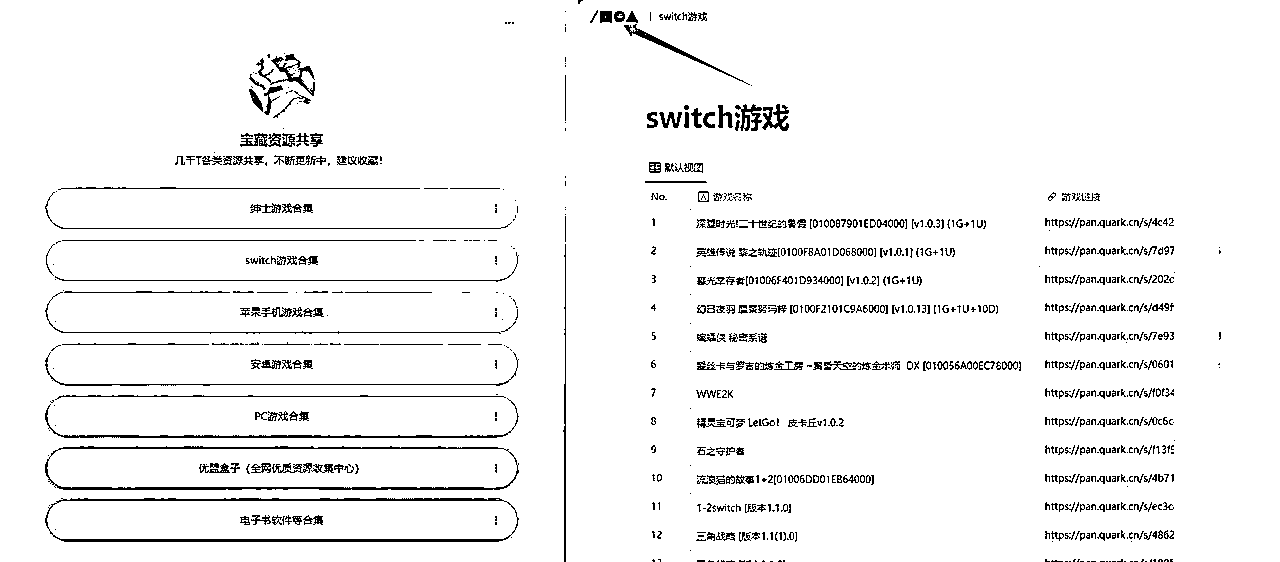 ...
宝藏资源共享
几千T各类资源共享，不断更新中，建议收藏！
绅士游戏合集
switch游戏合集
苹果手机游戏合集
安卓游戏合集
PC游戏合集
优盟盒子（全网优质资源收集中心）
电子书软件等合集
switch游戏
switch游戏
默认视图
No. 游戏名称 游戏链接
1 深望时光!二十世纪的警告 [010087901ED04000] [v1.0.3] (1G+1U) https://pan.quark.cn/s/4c42
2 英雄传说 黎之轨迹[0100F8A01D068000] [v1.0.1] (1G+1U) https://pan.quark.cn/s/7d97
3 暮光幸存者[01006F401D934000] [v1.0.2] (1G+1U) https://pan.quark.cn/s/202c
4 幻日夜羽 [0100F2101C9A6000] [v1.0.13] (1G+1U+10D) https://pan.quark.cn/s/d49f
5 蝙蝠侠 秘密系谱 https://pan.quark.cn/s/7e93
6 爱丝卡与罗吉的炼金工房 ~黄昏天空的炼金术师~ DX [010056A00EC78000] https://pan.quark.cn/s/0601
7 WWE2K https://pan.quark.cn/s/f0f34
8 精灵宝可梦 LetGo! 皮卡丘v1.0.2 https://pan.quark.cn/s/0c6c
9 石之守护者 https://pan.quark.cn/s/f13f5
10 流浪猫的故事1+2[01006DD01EB64000] https://pan.quark.cn/s/4b71
11 1-2switch [版本1.1.0] https://pan.quark.cn/s/ec3c
12 三角战略 [版本1.1(1).0] https://pan.quark.cn/s/4862